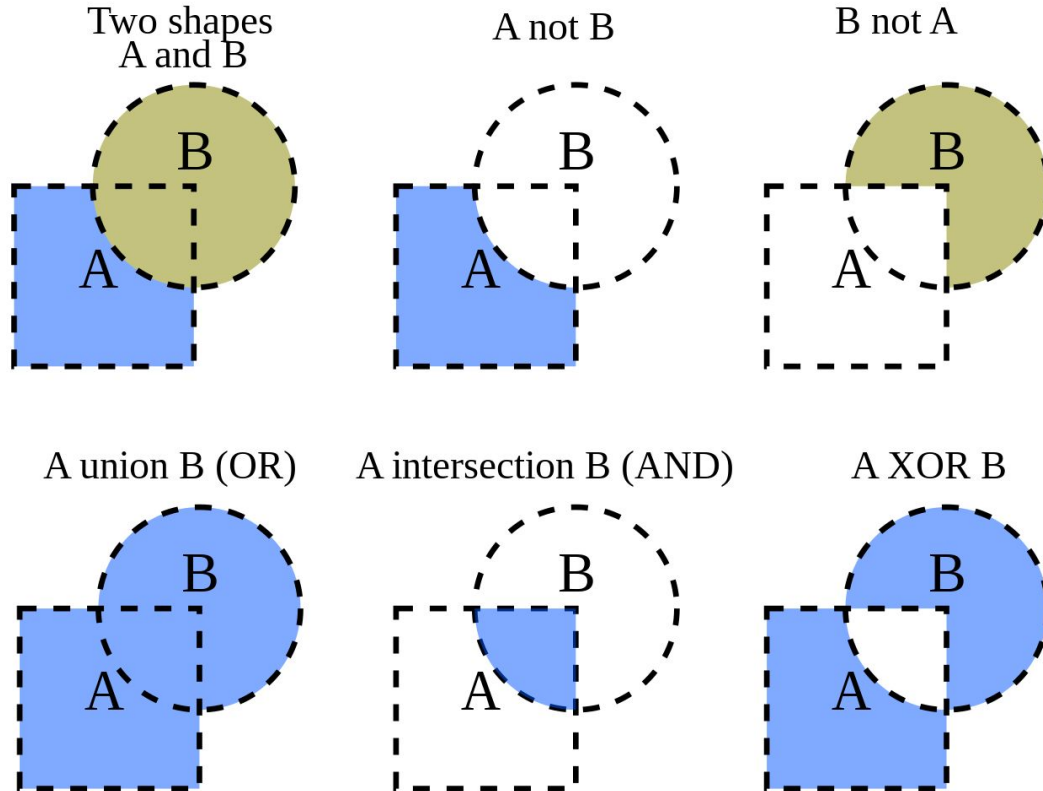 Two shapes
A and B
A not B
B not A
B
A
B
A
B
A
A union B (OR)
A intersection B (AND)
A XOR B
B
A
B
A
B
A